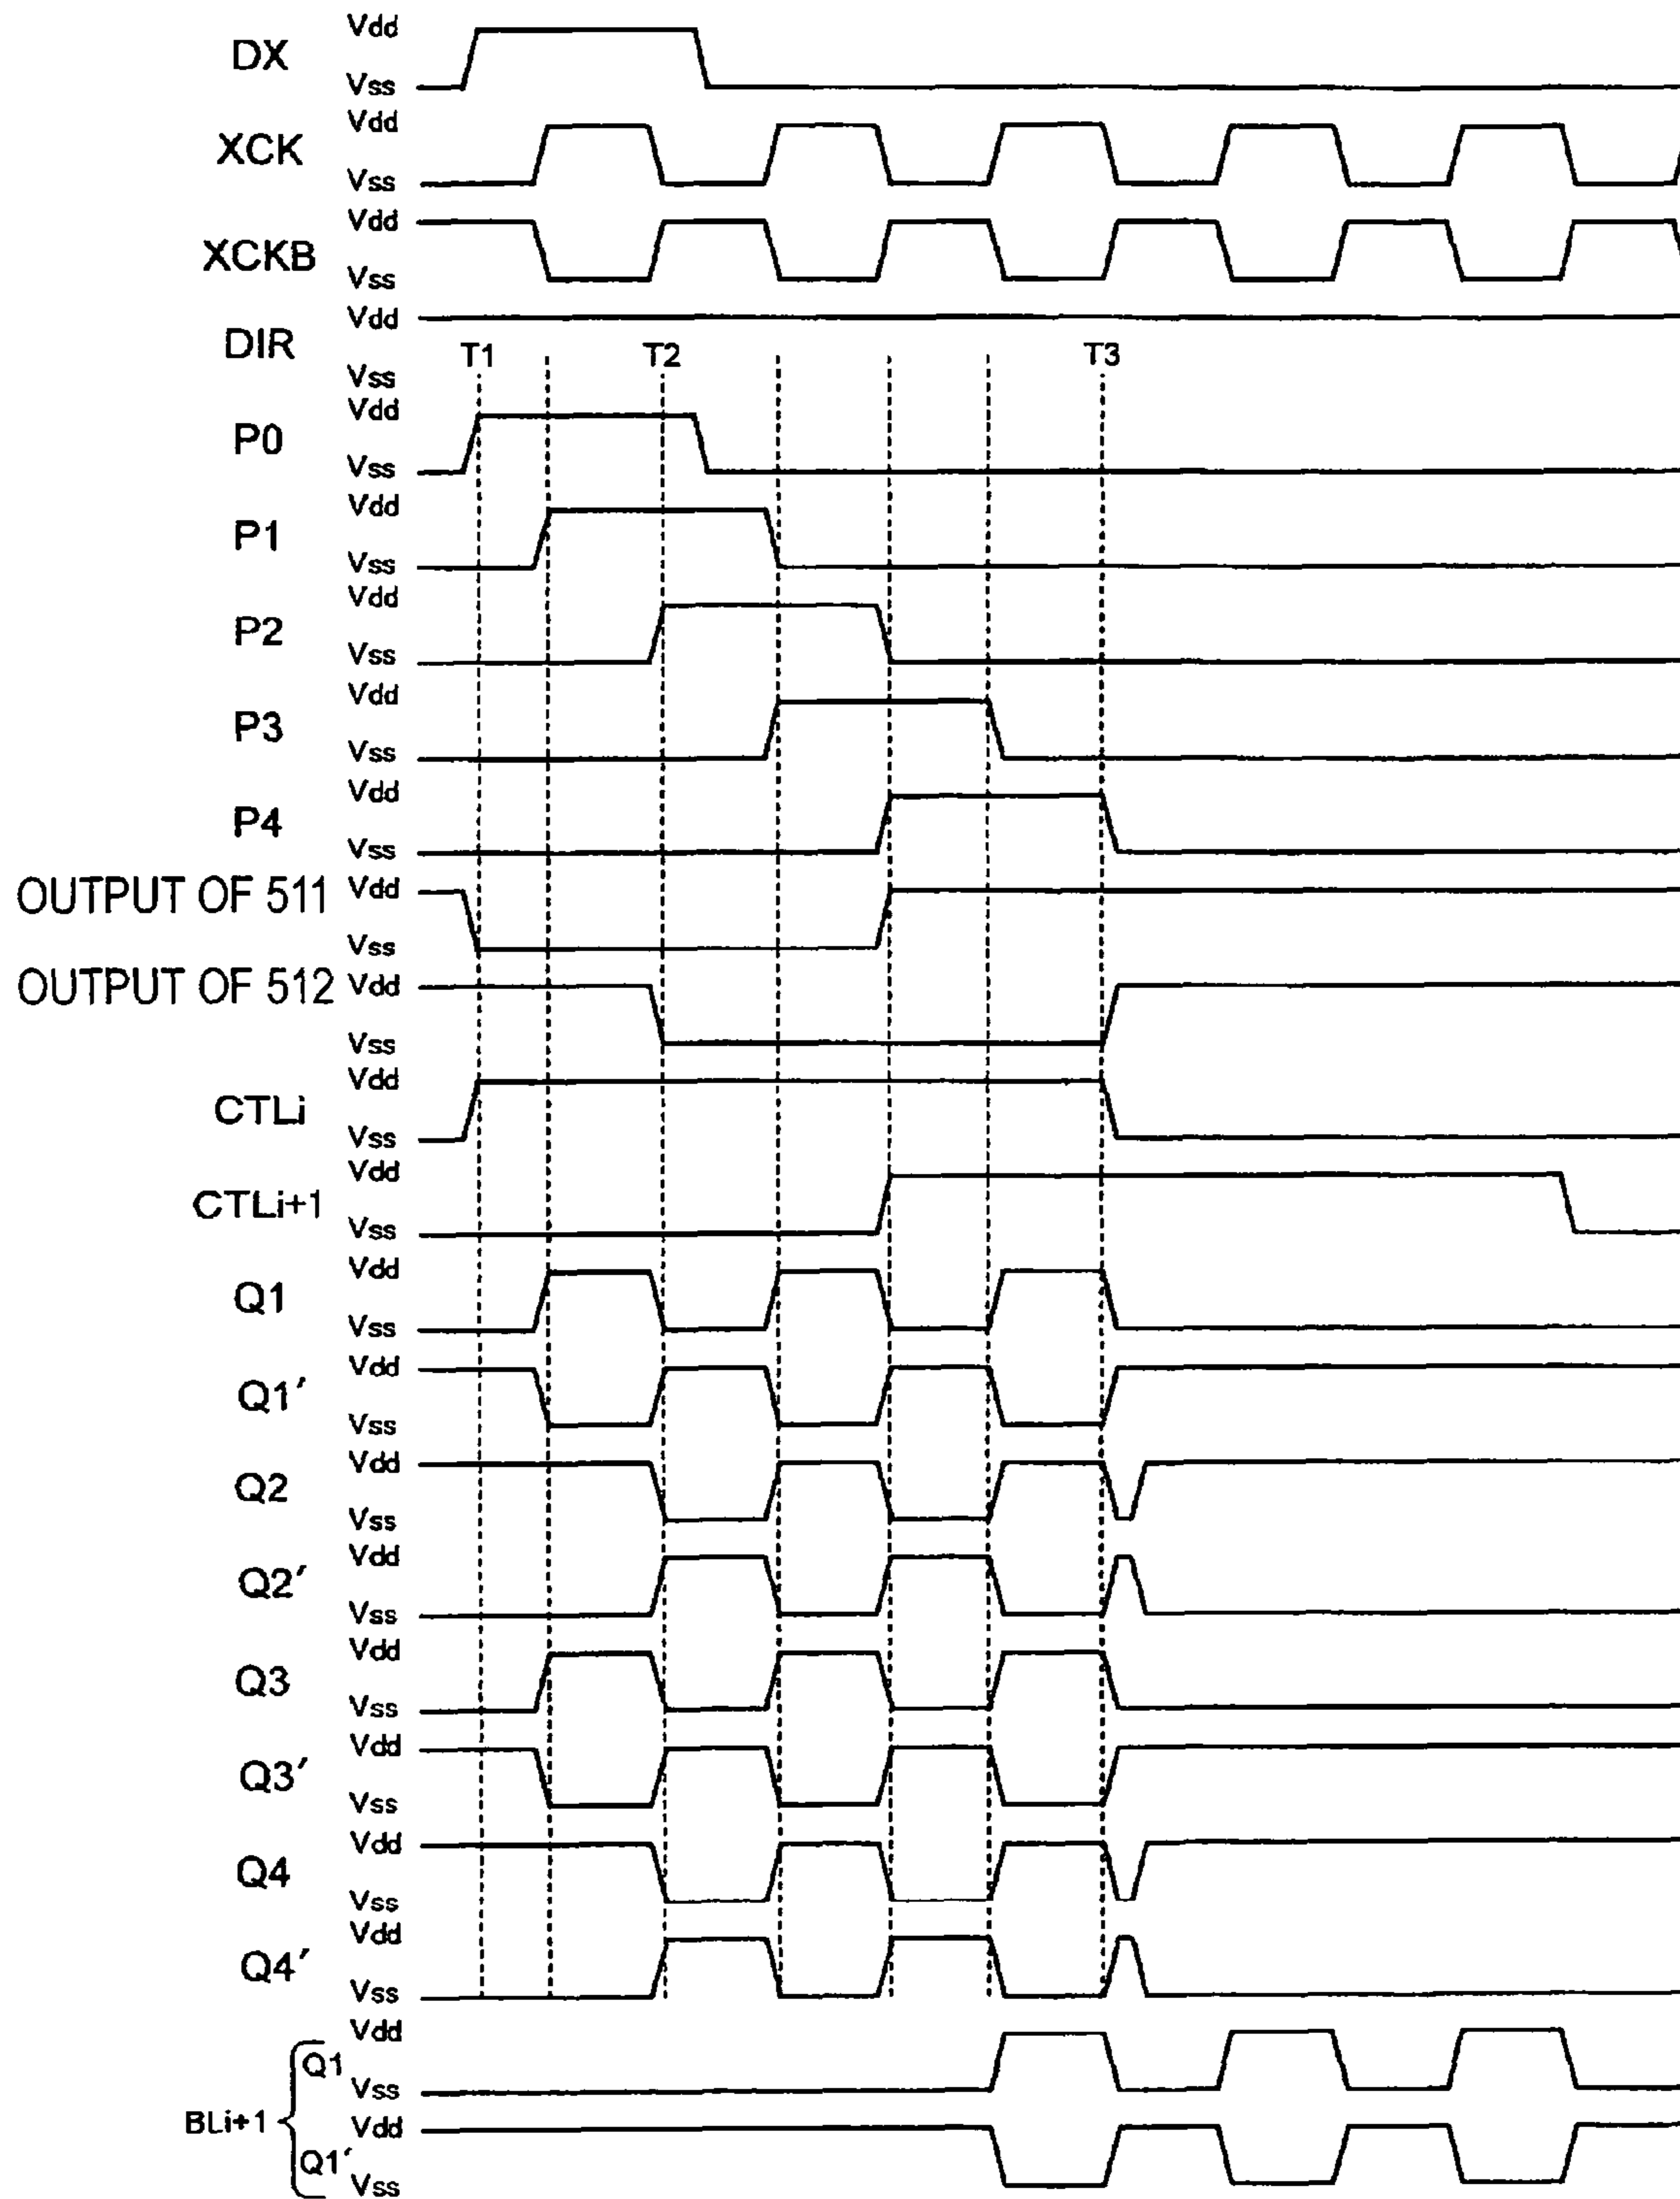 Vdd
DX
Vss
Vdd
XCK
Vss
Vdd
XCKB
Vss
Vdd
DIR
T1 T2 T3
Vss
Vdd
P0
Vss
Vdd
P1
Vss
Vdd
P2
Vss
Vdd
P3
Vss
Vdd
P4
Vss
OUTPUT OF 511 Vdd
Vss
OUTPUT OF 512 Vdd
Vss
Vdd
CTLi
Vss
Vdd
CTLi+1
Vss
Vdd
Q1
Vss
Vdd
Q1′
Vss
Vdd
Q2
Vss
Vdd
Q2′
Vss
Vdd
Q3
Vss
Vdd
Q3′
Vss
Vdd
Q4
Vss
Vdd
Q4′
Vss
Vdd
Q1
Vss
BLi+1
Vdd
Q1′
Vss